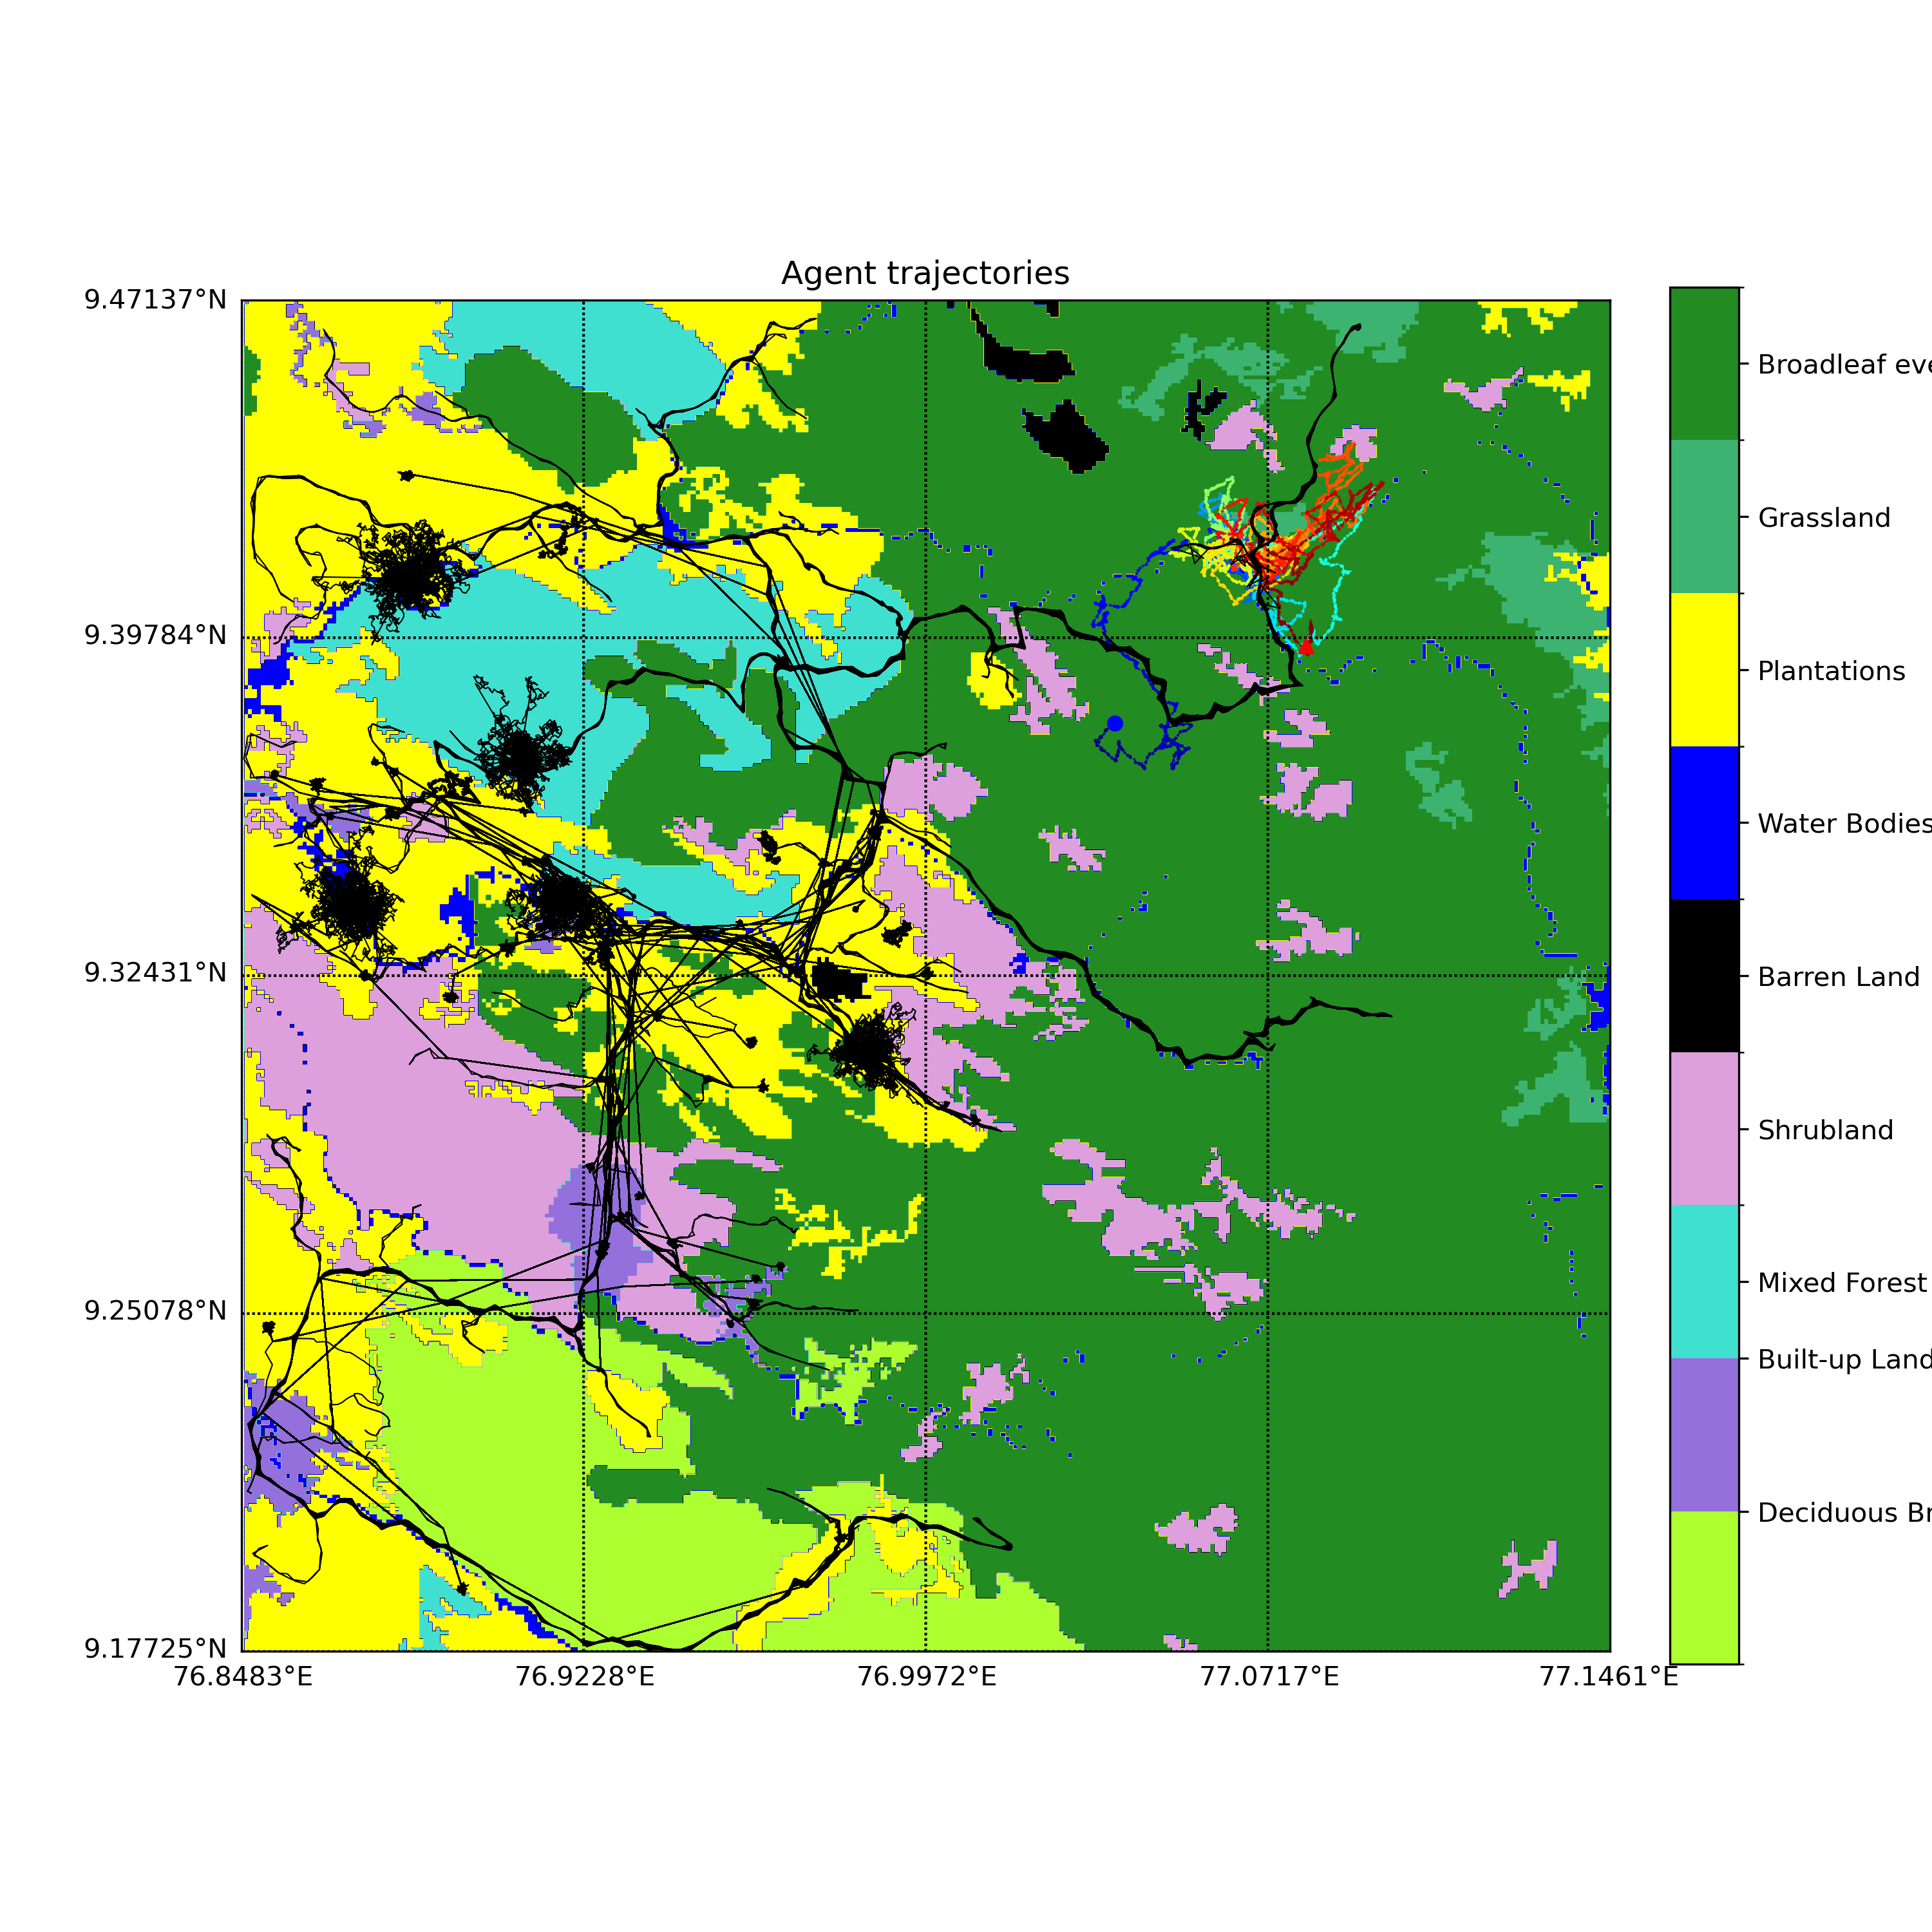 Agent trajectories
9.47137°N
9.39784°N
9.32431°N
9.25078°N
9.17725°N
76.8483°E
76.9228°E
76.9972°E
77.0717°E
77.1461°E
Broadleaf eve
Grassland
Plantations
Water Bodies
Barren Land
Shrubland
Mixed Forest
Built-up Land
Deciduous Br